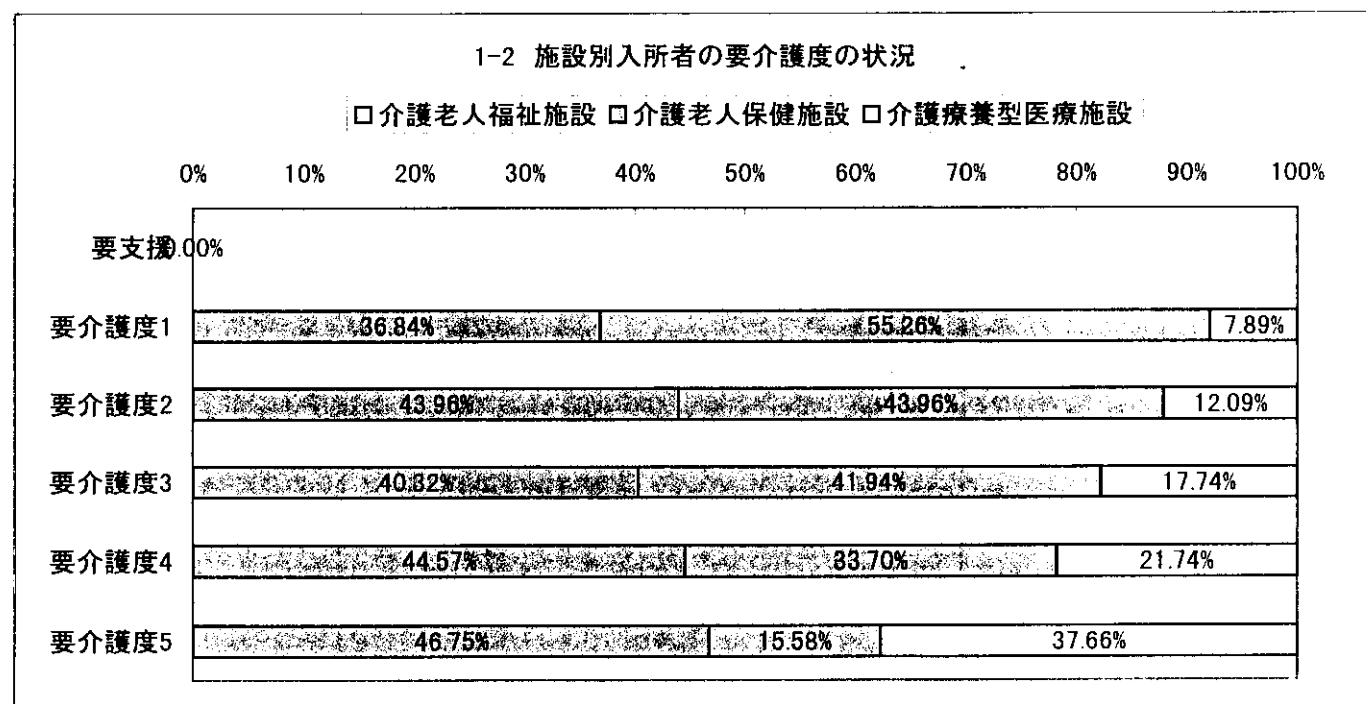 1-2 施設別入所者の要介護度の状況
□介護老人福祉施設 □介護老人保健施設 □介護療養型医療施設
0% 10% 20% 30% 40% 50% 60% 70% 80% 90% 100%
要支援 0.00%
要介護度1 36.84% 55.26% 7.89%
要介護度2 43.96% 43.96% 12.09%
要介護度3 40.32% 41.94% 17.74%
要介護度4 44.57% 33.70% 21.74%
要介護度5 46.75% 15.58% 37.66%